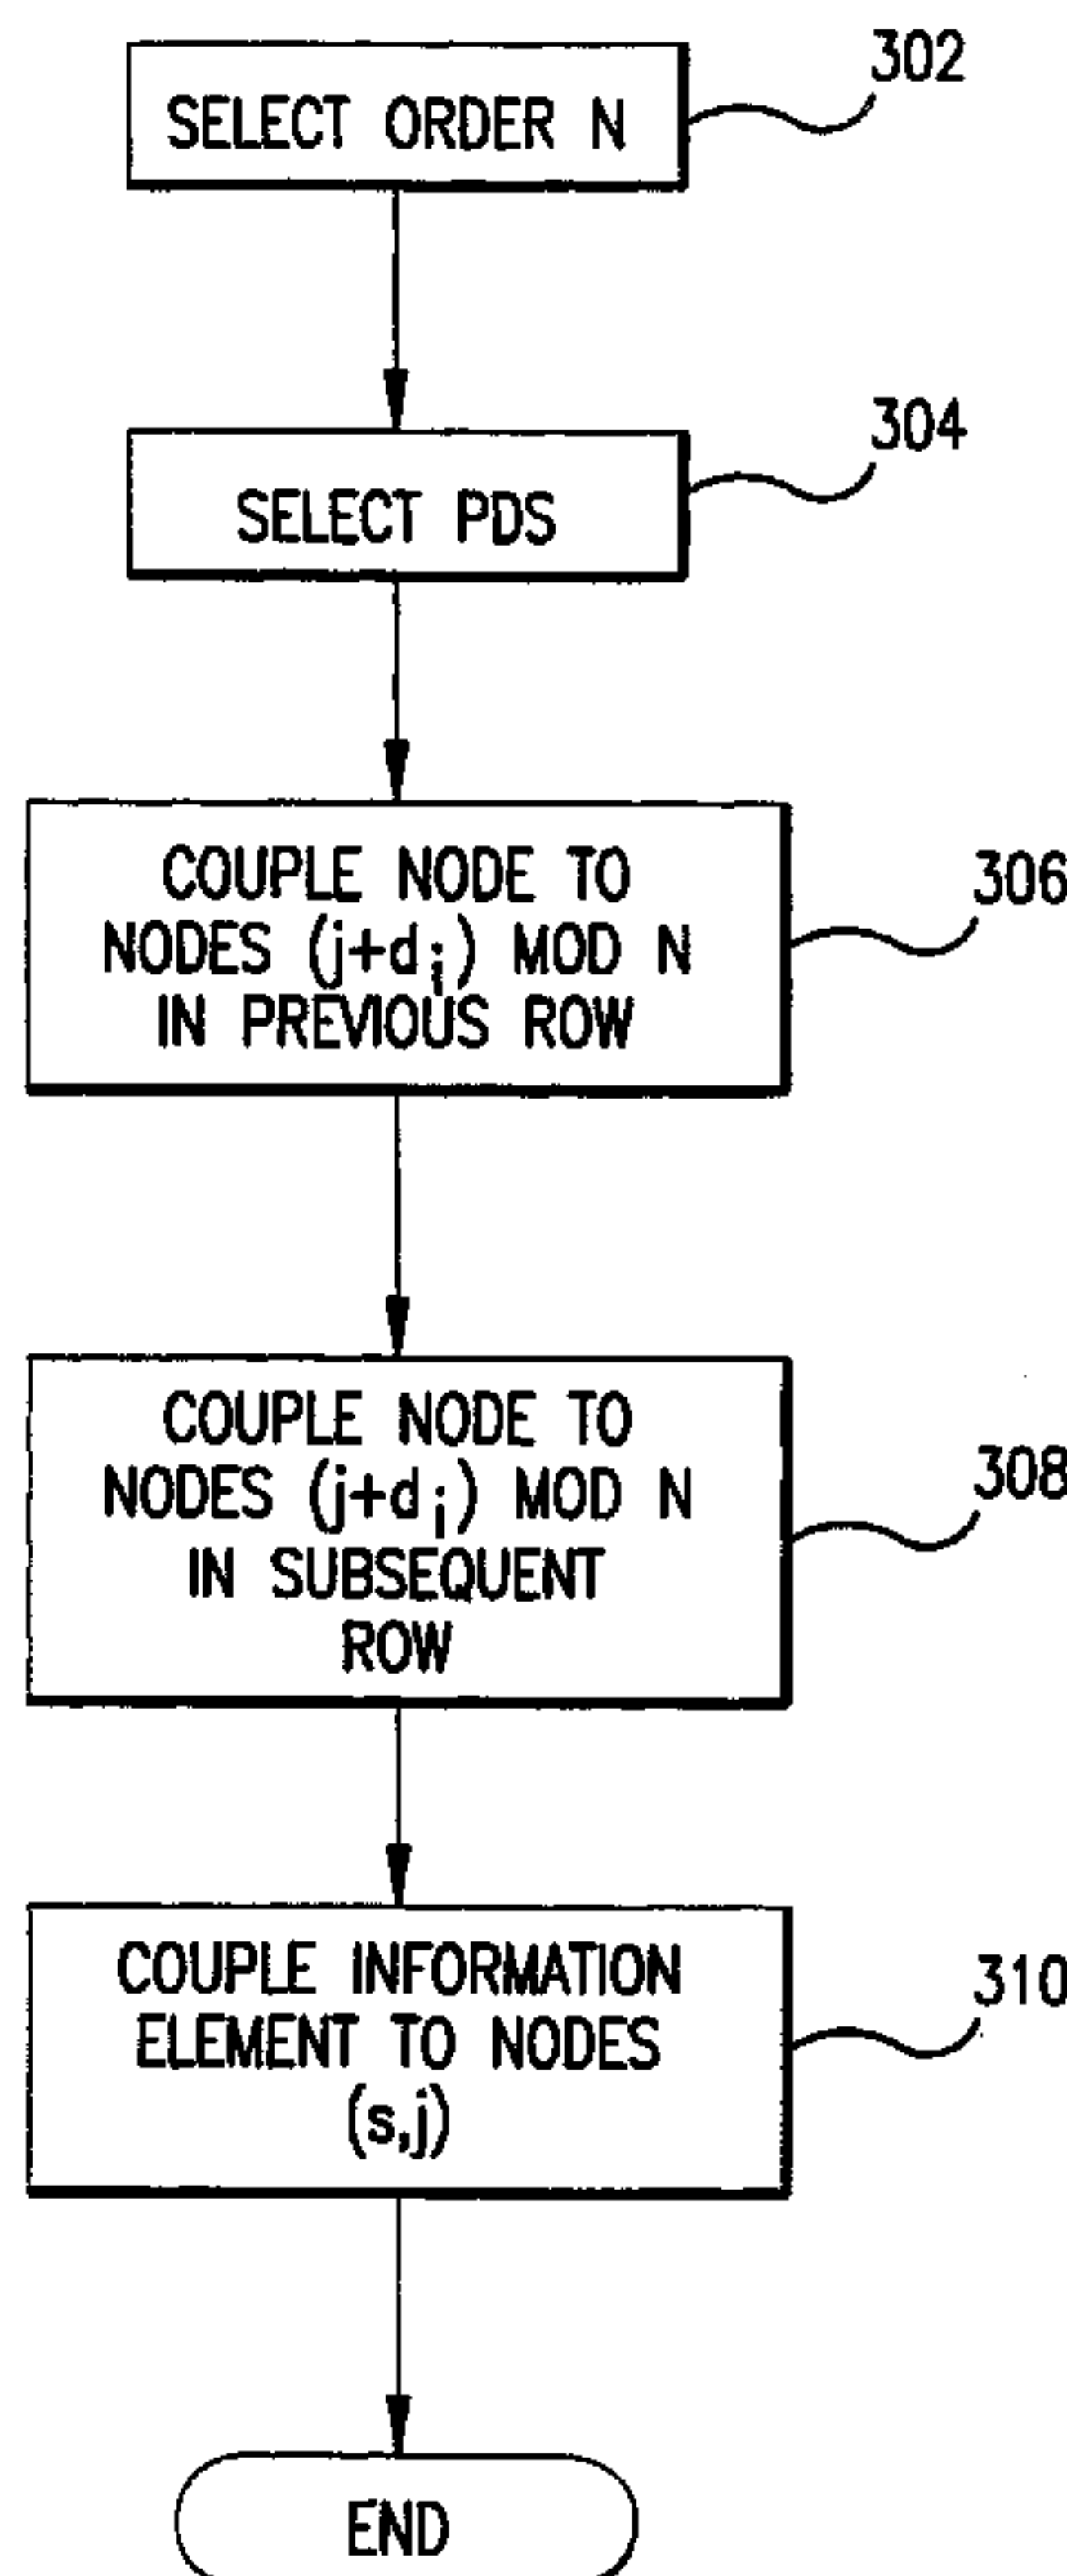 302
SELECT ORDER N
304
SELECT PDS
306
COUPLE NODE TO
NODES (j+d i) MOD N
IN PREVIOUS ROW
308
COUPLE NODE TO
NODES (j+d i) MOD N
IN SUBSEQUENT
ROW
310
COUPLE INFORMATION
ELEMENT TO NODES
(s,j)
END